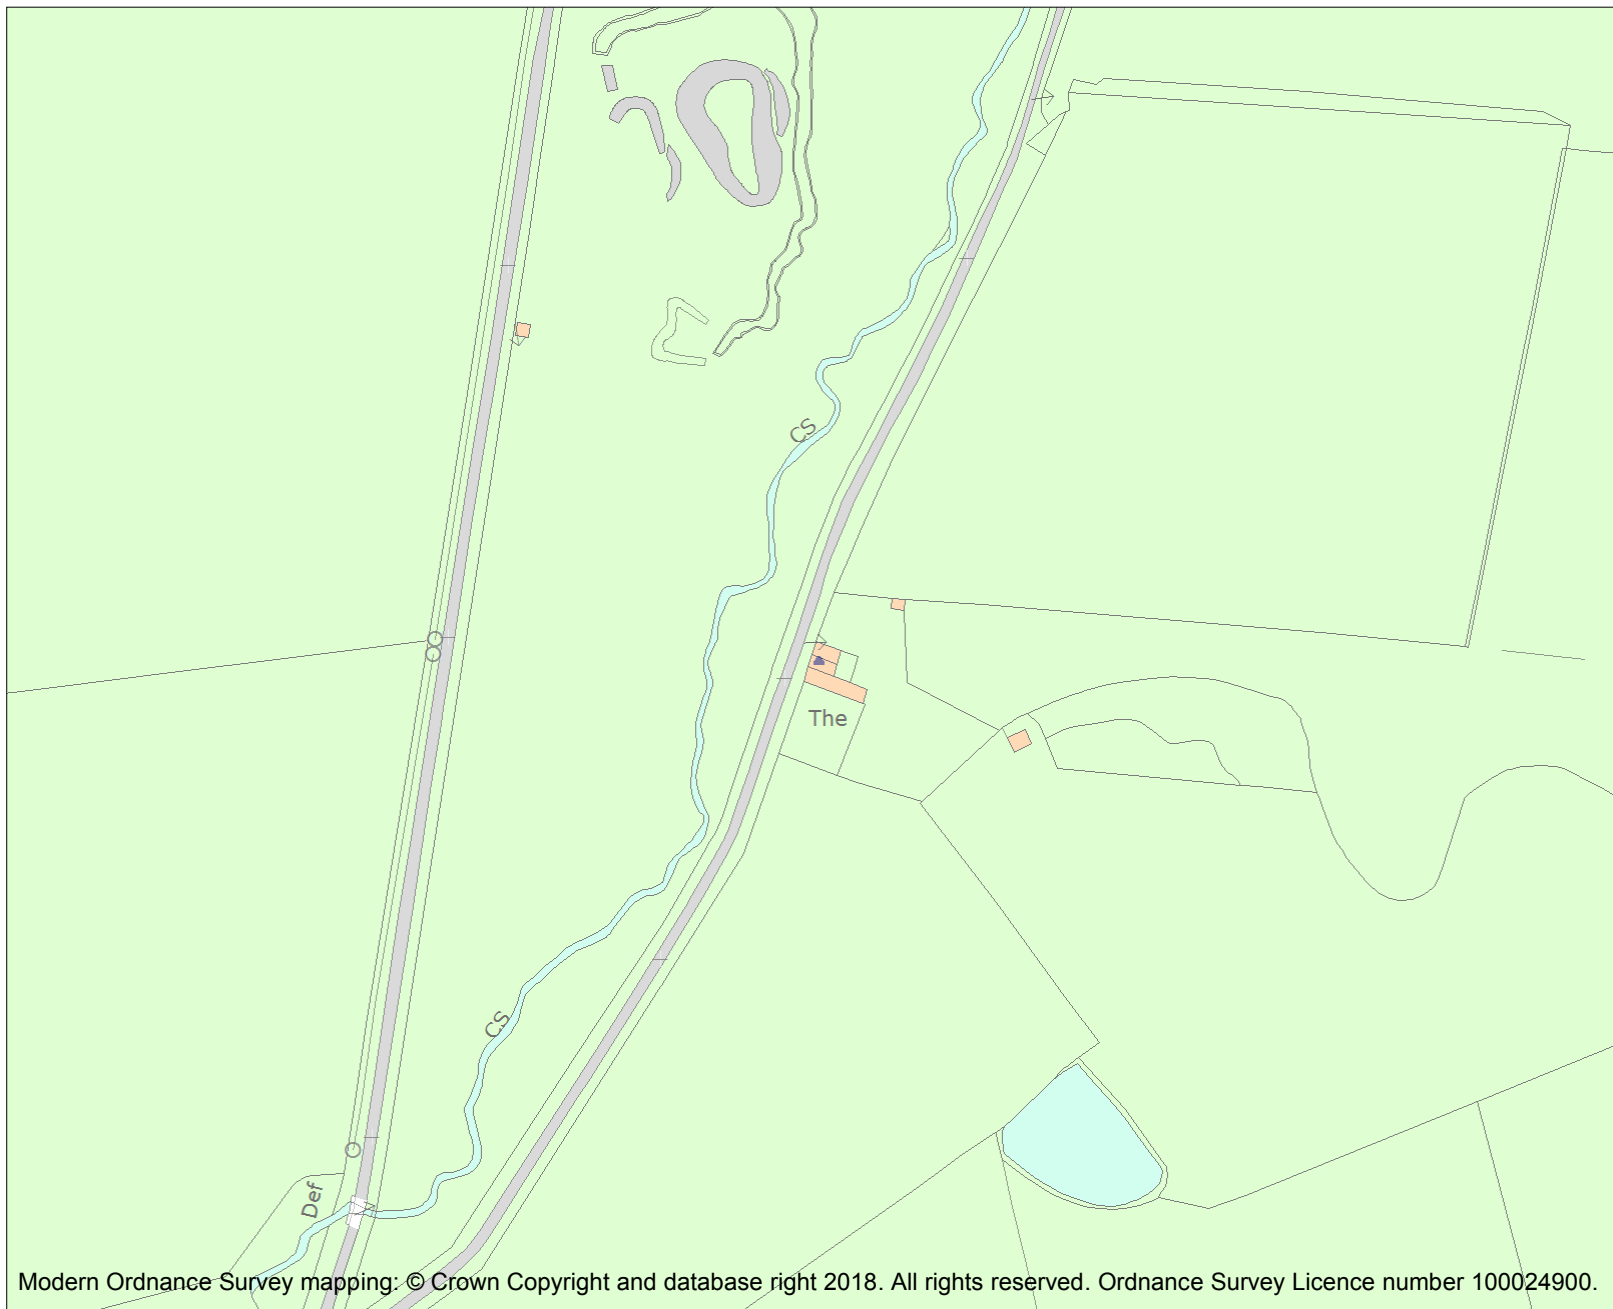 CS
The
CS
Def
Modern Ordnance Survey mapping: © Crown Copyright and database right 2018. All rights reserved. Ordnance Survey Licence number 100024900.